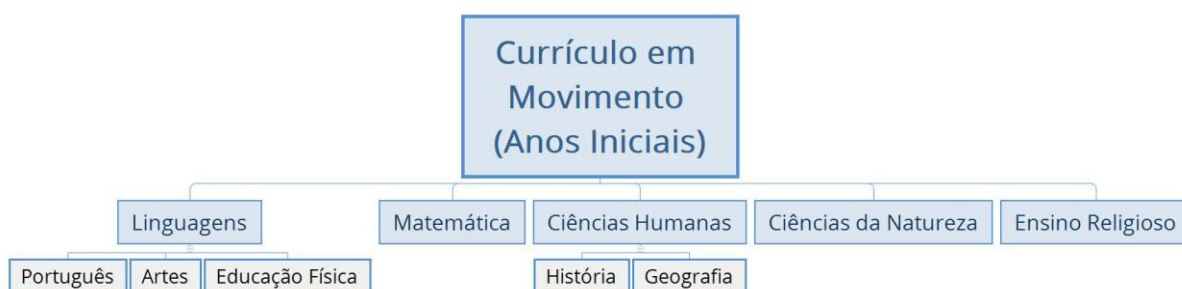 Currículo em
Movimento
(Anos Iniciais)
Linguagens
Matemática
Ciências Humanas
Ciências da Natureza
Ensino Religioso
Português
Artes
Educação Física
História
Geografia